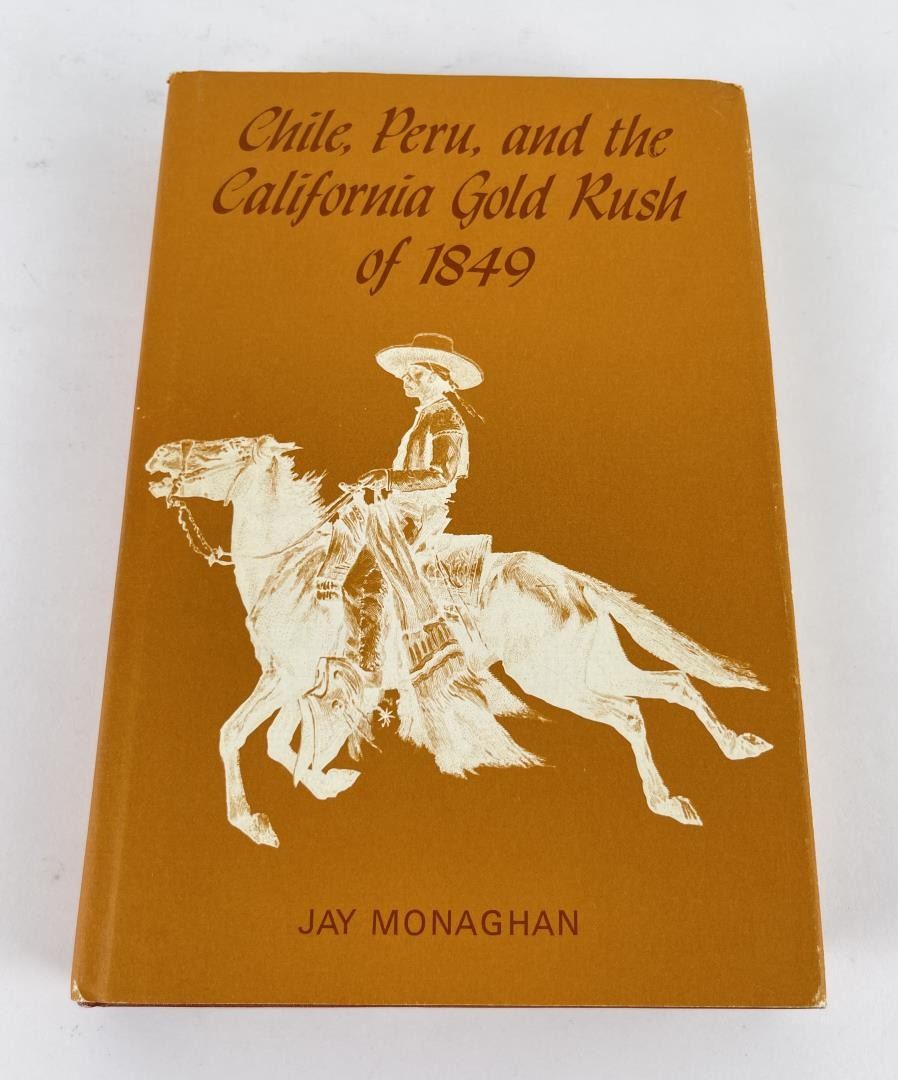 Chile, Peru, and the
California Gold Rush
of 1849
JAY MONAGHAN